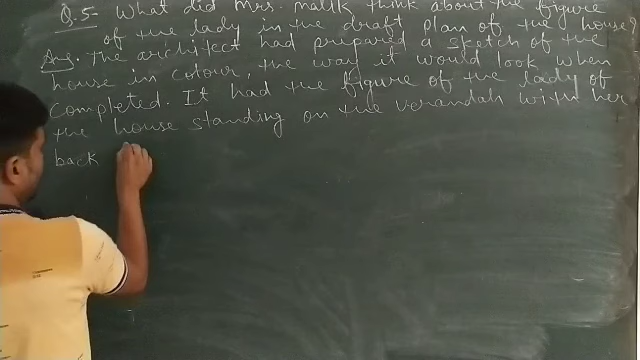 Q.5- What did Mrs. malik think about the figure
of the lady in the draft plan of the house?
Ans. The architect had prepared a sketch of the
house in colour, the way it would look when
completed. It had the figure of the lady of
the house standing on the verandah with her
back